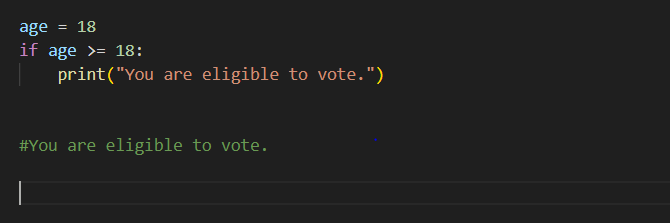 age = 18
if age >= 18:
    print("You are eligible to vote.")
#You are eligible to vote.